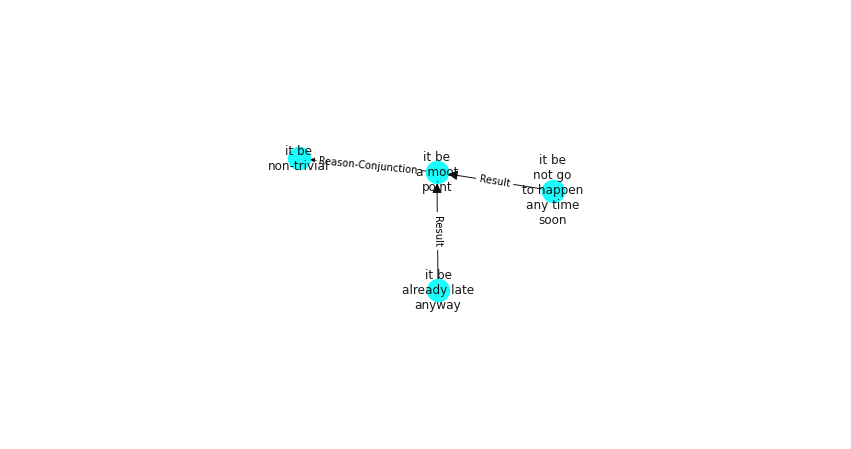 it be
non-trivial
Reason-Conjunction
it be
a moot
point
Result
it be
not go
to happen
any time
soon
Result
it be
already late
anyway